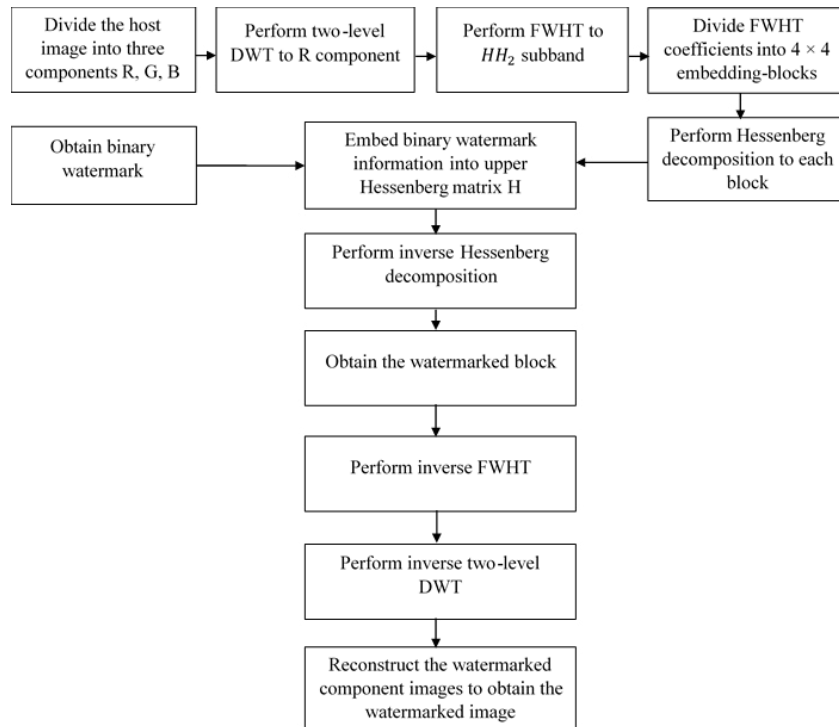 Divide the host
image into three
components R, G, B
Perform two-level
DWT to R component
Perform FWHT to
HH₂ subband
Divide FWHT
coefficients into 4 × 4
embedding-blocks
Obtain binary
watermark
Embed binary watermark
information into upper
Hessenberg matrix H
Perform Hessenberg
decomposition to each
block
Perform inverse Hessenberg
decomposition
Obtain the watermarked block
Perform inverse FWHT
Perform inverse two-level
DWT
Reconstruct the watermarked
component images to obtain the
watermarked image